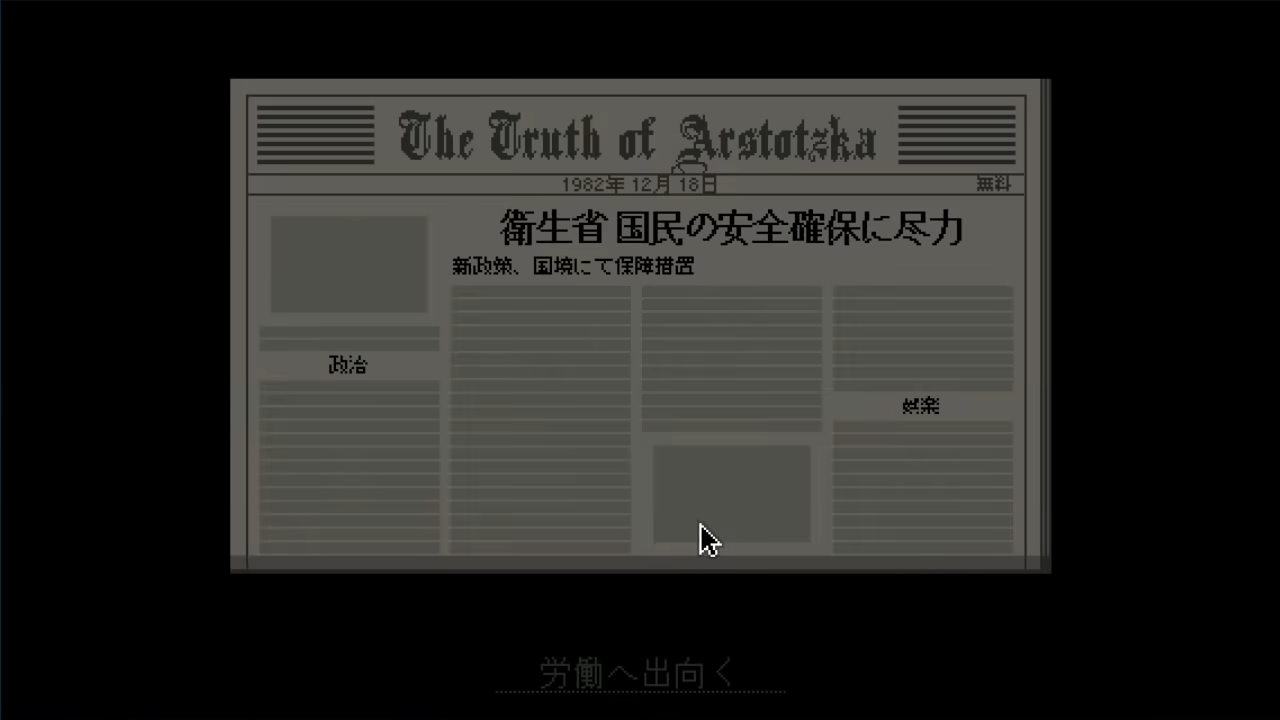 The Truth of Arstotzka
1982年 12月 18日
無料
衛生省 国民の安全確保に尽力
新政策、国境にて保障措置
政治
娯楽
労働へ出向く